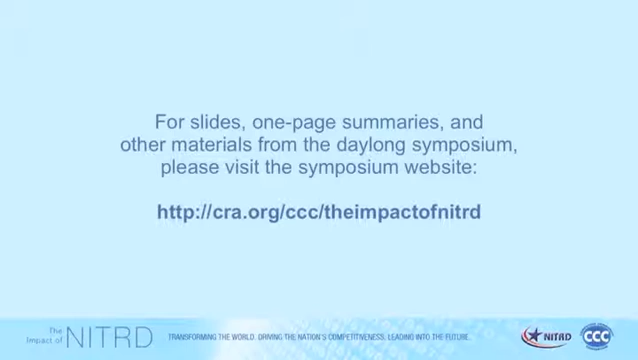 For slides, one-page summaries, and
other materials from the daylong symposium,
please visit the symposium website:
http://cra.org/ccc/theimpactofnitrd
The
Impact of NITRD
TRANSFORMING THE WORLD. DRIVING THE NATION'S COMPETITIVENESS. LEADING INTO THE FUTURE.
NITRD
CCC